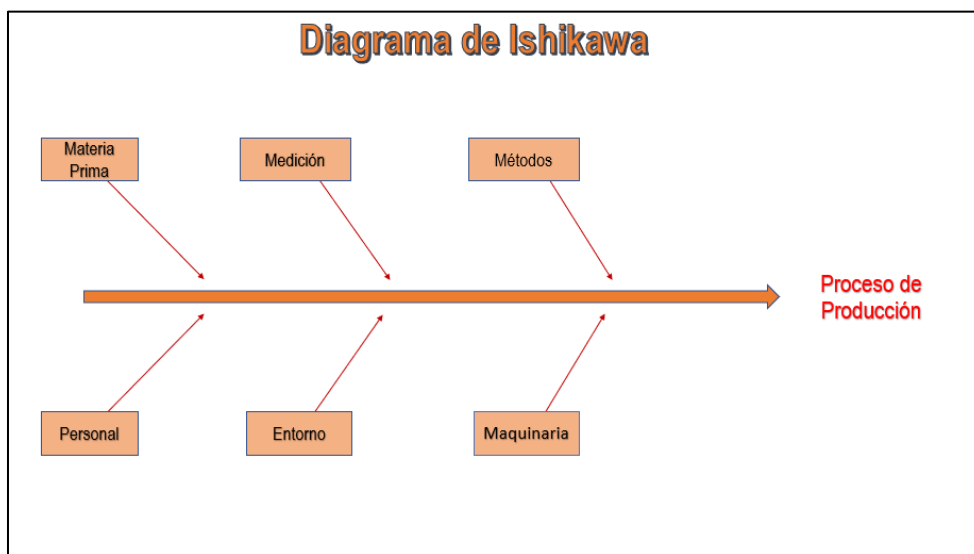 Diagrama de Ishikawa
Materia
Prima
Medición
Métodos
Proceso de
Producción
Personal
Entorno
Maquinaria